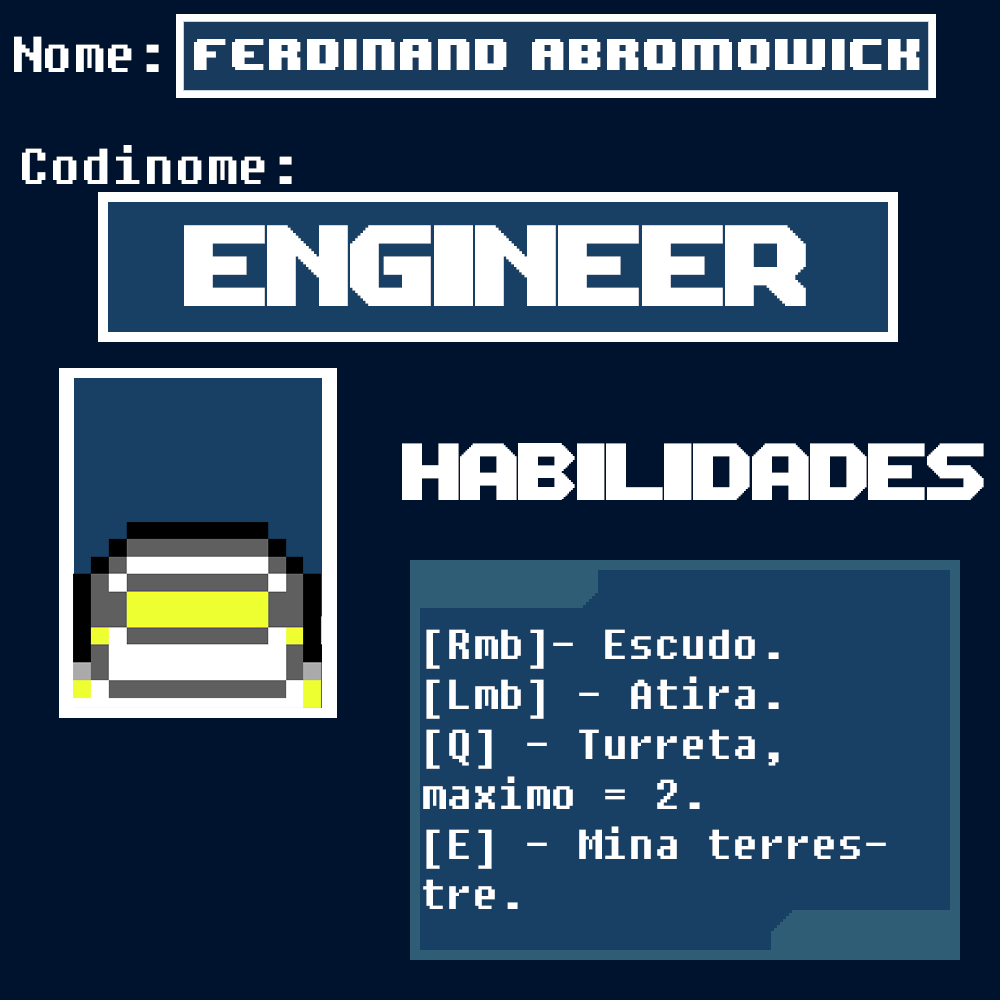 Nome: FERDINAND ABROMOWICK
Codinome:
ENGINEER
HABILIDADES
[Rmb]- Escudo.
[Lmb] - Atira.
[Q] - Turreta,
maximo = 2.
[E] - Mina terres-
tre.